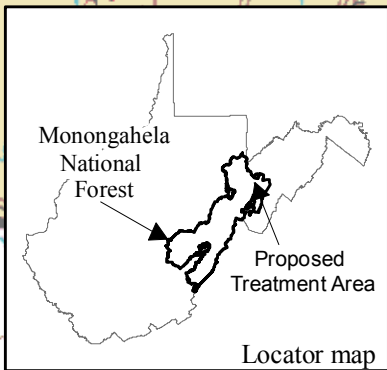 Monongahela
National
Forest
Proposed
Treatment Area
Locator map